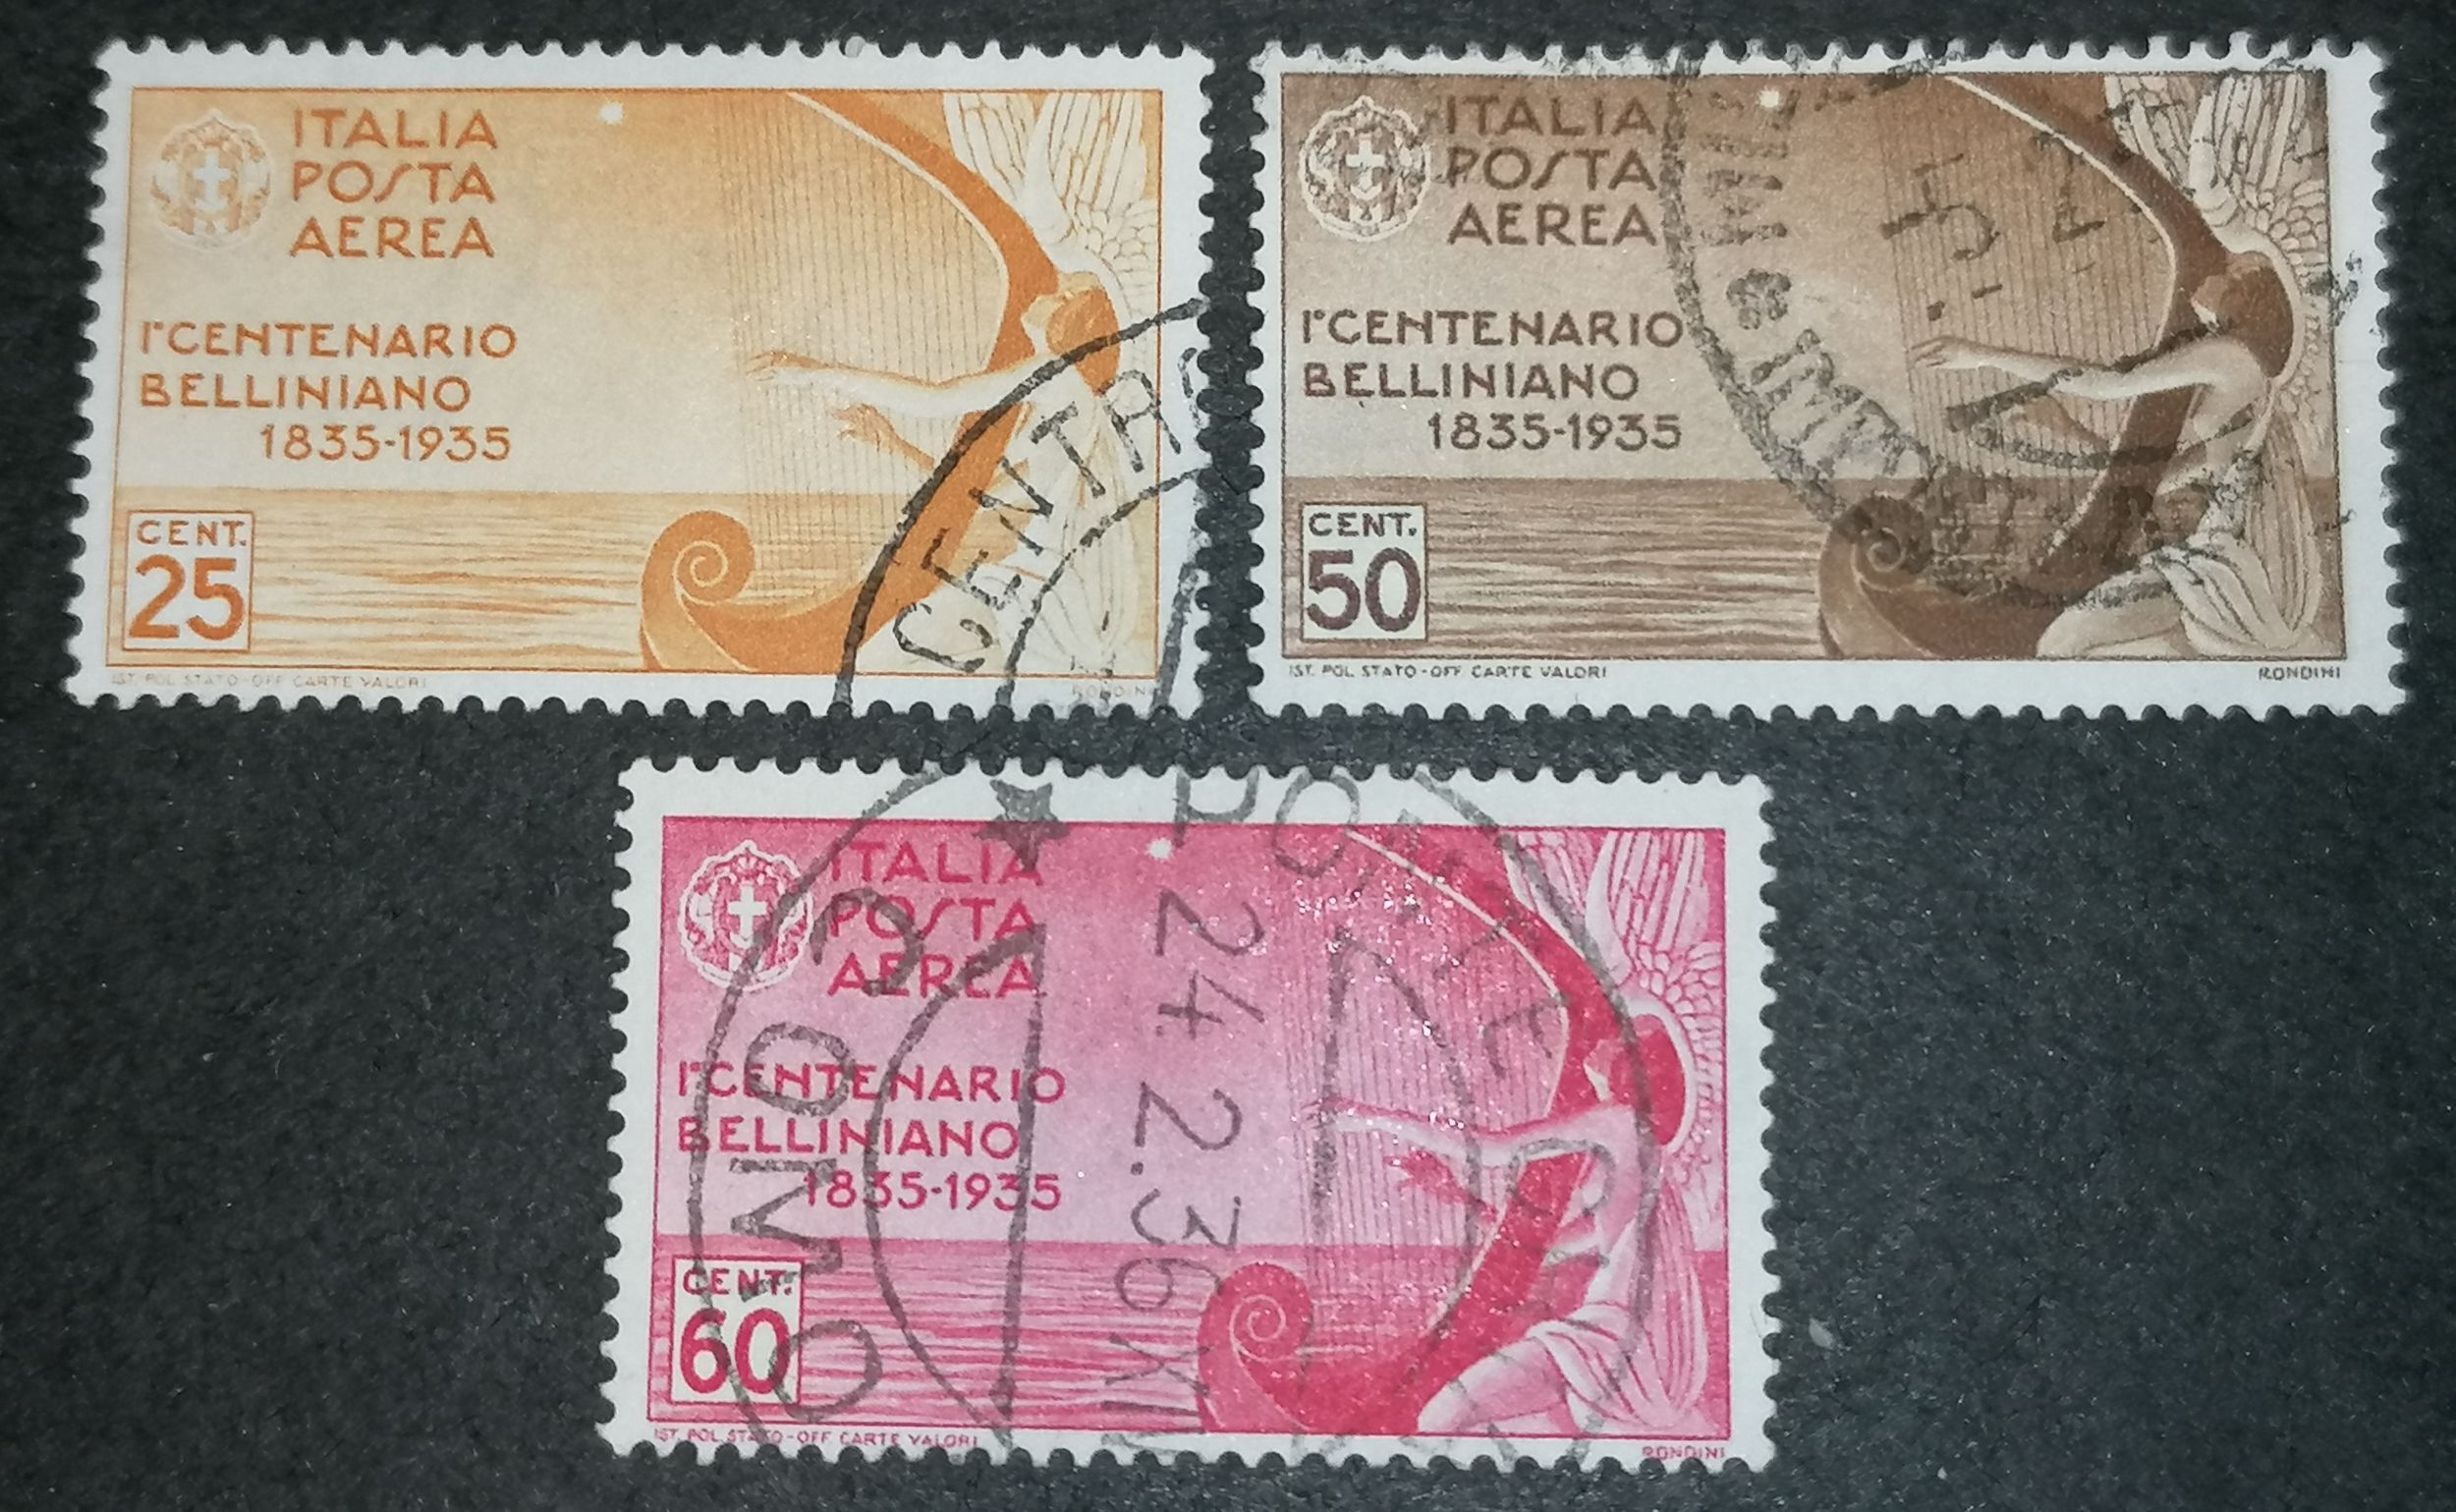 ITALIA
POSTA
AEREA
I° CENTENARIO
BELLINIANO
1835-1935
CENT.
25
IST. POL. STATO-OFF. CARTE VALORI
RONDINI
CENTR
ITALIA
POSTA
AEREA
I° CENTENARIO
BELLINIANO
1835-1935
CENT.
50
IST. POL. STATO-OFF. CARTE VALORI
RONDINI
ITALIA
POSTA
AEREA
I° CENTENARIO
BELLINIANO
1835-1935
CENT.
60
IST. POL. STATO-OFF. CARTE VALORI
RONDINI
COMO
24.2.36 XI